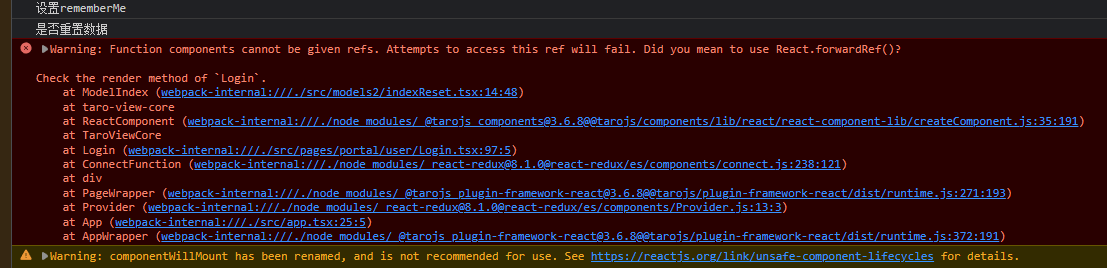 设置rememberMe
是否重置数据
▶Warning: Function components cannot be given refs. Attempts to access this ref will fail. Did you mean to use React.forwardRef()?
Check the render method of `Login`.
at ModelIndex (webpack-internal:///./src/models2/indexReset.tsx:14:48)
at taro-view-core
at ReactComponent (webpack-internal:///./node_modules/_@tarojs_components@3.6.8@@tarojs/components/lib/react/react-component-lib/createComponent.js:35:191)
at TaroViewCore
at Login (webpack-internal:///./src/pages/portal/user/Login.tsx:97:5)
at ConnectFunction (webpack-internal:///./node_modules/_react-redux@8.1.0@react-redux/es/components/connect.js:238:121)
at div
at PageWrapper (webpack-internal:///./node_modules/_@tarojs_plugin-framework-react@3.6.8@@tarojs/plugin-framework-react/dist/runtime.js:271:193)
at Provider (webpack-internal:///./node_modules/_react-redux@8.1.0@react-redux/es/components/Provider.js:13:3)
at App (webpack-internal:///./src/app.tsx:25:5)
at AppWrapper (webpack-internal:///./node_modules/_@tarojs_plugin-framework-react@3.6.8@@tarojs/plugin-framework-react/dist/runtime.js:372:191)
▶Warning: componentWillMount has been renamed, and is not recommended for use. See https://reactjs.org/link/unsafe-component-lifecycles for details.